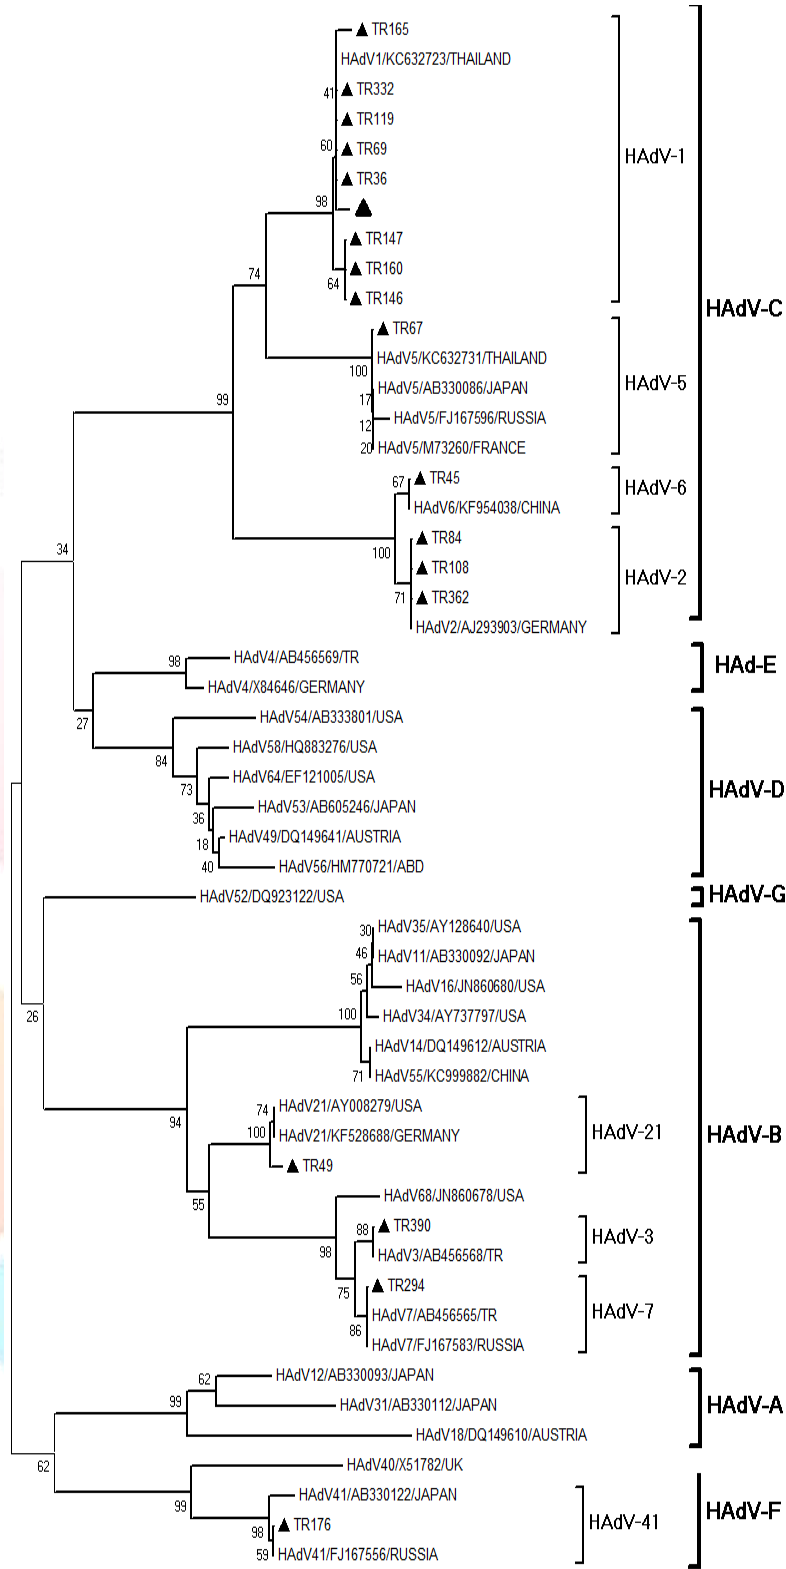 ▲ TR165
HAdV1/KC632723/THAILAND
41 ▲ TR332
▲ TR119
60 ▲ TR69
▲ TR36
98
▲
▲ TR147
▲ TR160
64 ▲ TR146
HAdV-1
74
▲ TR67
HAdV5/KC632731/THAILAND
100
HAdV5/AB330086/JAPAN
17
HAdV5/FJ167596/RUSSIA
12
20 HAdV5/M73260/FRANCE
HAdV-5
99
67 ▲ TR45
HAdV6/KF954038/CHINA
HAdV-6
▲ TR84
100
▲ TR108
71 ▲ TR362
HAdV2/AJ293903/GERMANY
HAdV-2
HAdV-C
34
98 HAdV4/AB456569/TR
HAdV4/X84646/GERMANY
HAd-E
27
HAdV54/AB333801/USA
84
HAdV58/HQ883276/USA
73
HAdV64/EF121005/USA
36
HAdV53/AB605246/JAPAN
18
HAdV49/DQ149641/AUSTRIA
40 HAdV56/HM770721/ABD
HAdV-D
HAdV52/DQ923122/USA
HAdV-G
26
30 HAdV35/AY128640/USA
46 HAdV11/AB330092/JAPAN
56 HAdV16/JN860680/USA
100 HAdV34/AY737797/USA
HAdV14/DQ149612/AUSTRIA
71 HAdV55/KC999882/CHINA
94
74 HAdV21/AY008279/USA
100 HAdV21/KF528688/GERMANY
▲ TR49
HAdV-21
55
HAdV68/JN860678/USA
98
88 ▲ TR390
HAdV3/AB456568/TR
HAdV-3
75
▲ TR294
HAdV7/AB456565/TR
86
HAdV7/FJ167583/RUSSIA
HAdV-7
HAdV-B
62 HAdV12/AB330093/JAPAN
99
HAdV31/AB330112/JAPAN
HAdV18/DQ149610/AUSTRIA
HAdV-A
62
HAdV40/X51782/UK
99
HAdV41/AB330122/JAPAN
98 ▲ TR176
59 HAdV41/FJ167556/RUSSIA
HAdV-41
HAdV-F